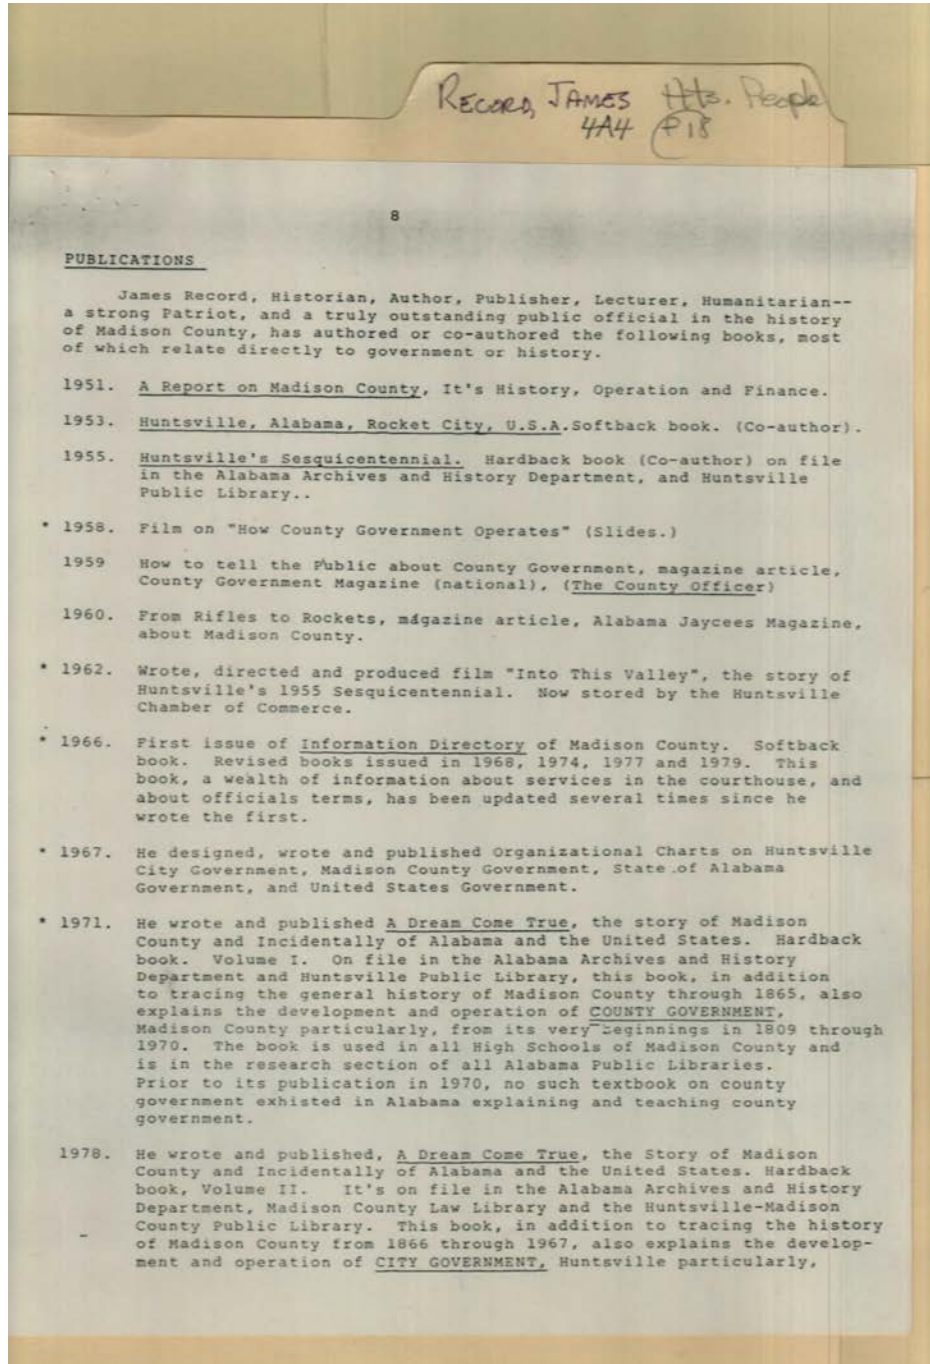 RECORD, JAMES Hts. People
4A4 P18
8
PUBLICATIONS
James Record, Historian, Author, Publisher, Lecturer, Humanitarian--
a strong Patriot, and a truly outstanding public official in the history
of Madison County, has authored or co-authored the following books, most
of which relate directly to government or history.
1951. A Report on Madison County, It's History, Operation and Finance.
1953. Huntsville, Alabama, Rocket City, U.S.A.Softback book. (Co-author).
1955. Huntsville's Sesquicentennial. Hardback book (Co-author) on file
in the Alabama Archives and History Department, and Huntsville
Public Library..
* 1958. Film on "How County Government Operates" (Slides.)
1959 How to tell the Public about County Government, magazine article,
County Government Magazine (national), (The County Officer)
1960. From Rifles to Rockets, magazine article, Alabama Jaycees Magazine,
about Madison County.
* 1962. Wrote, directed and produced film "Into This Valley", the story of
Huntsville's 1955 Sesquicentennial. Now stored by the Huntsville
Chamber of Commerce.
* 1966. First issue of Information Directory of Madison County. Softback
book. Revised books issued in 1968, 1974, 1977 and 1979. This
book, a wealth of information about services in the courthouse, and
about officials terms, has been updated several times since he
wrote the first.
* 1967. He designed, wrote and published Organizational Charts on Huntsville
City Government, Madison County Government, State of Alabama
Government, and United States Government.
* 1971. He wrote and published A Dream Come True, the story of Madison
County and Incidentally of Alabama and the United States. Hardback
book. Volume I. On file in the Alabama Archives and History
Department and Huntsville Public Library, this book, in addition
to tracing the general history of Madison County through 1865, also
explains the development and operation of COUNTY GOVERNMENT,
Madison County particularly, from its very beginnings in 1809 through
1970. The book is used in all High Schools of Madison County and
is in the research section of all Alabama Public Libraries.
Prior to its publication in 1970, no such textbook on county
government exhisted in Alabama explaining and teaching county
government.
1978. He wrote and published, A Dream Come True, the Story of Madison
County and Incidentally of Alabama and the United States. Hardback
book, Volume II. It's on file in the Alabama Archives and History
Department, Madison County Law Library and the Huntsville-Madison
County Public Library. This book, in addition to tracing the history
of Madison County from 1866 through 1967, also explains the develop-
ment and operation of CITY GOVERNMENT, Huntsville particularly,